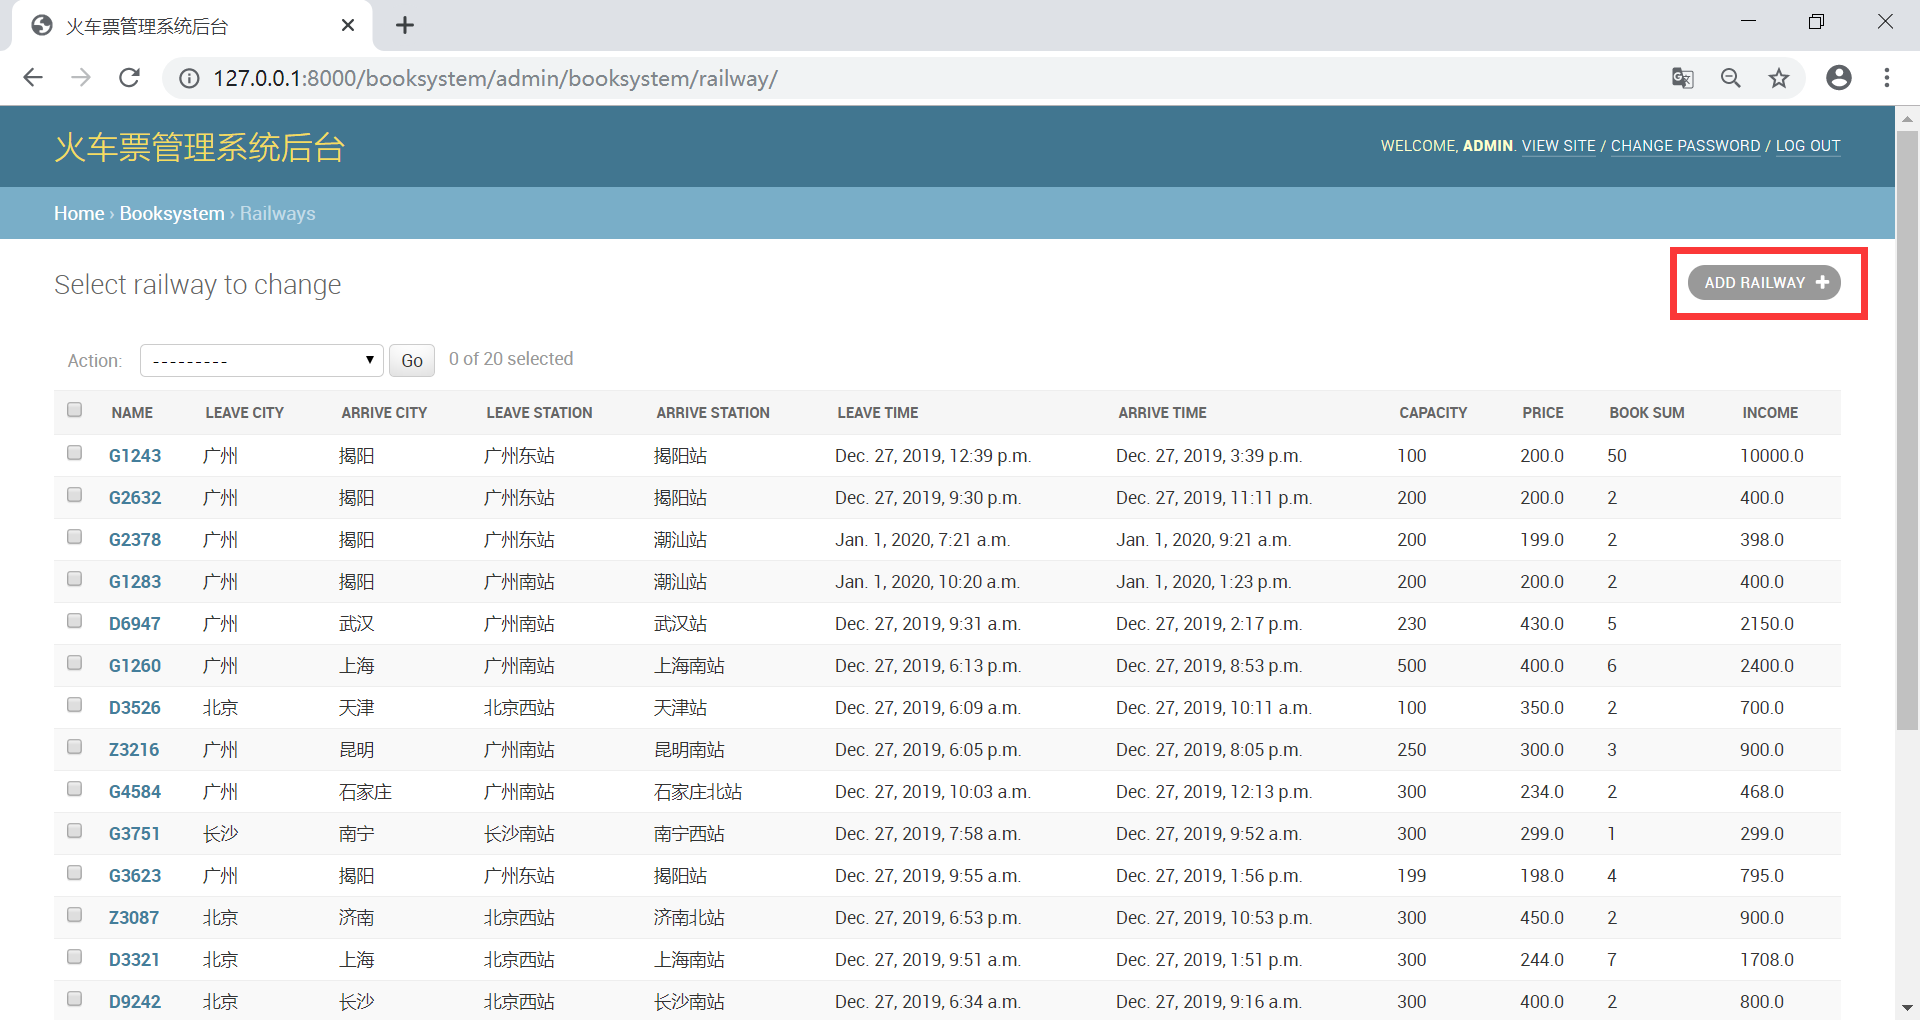 火车票管理系统后台
127.0.0.1:8000/booksystem/admin/booksystem/railway/
火车票管理系统后台 WELCOME, ADMIN. VIEW SITE / CHANGE PASSWORD / LOG OUT
Home › Booksystem › Railways
Select railway to change ADD RAILWAY +
Action: --------- Go 0 of 20 selected
NAME LEAVE CITY ARRIVE CITY LEAVE STATION ARRIVE STATION LEAVE TIME ARRIVE TIME CAPACITY PRICE BOOK SUM INCOME
G1243 广州 揭阳 广州东站 揭阳站 Dec. 27, 2019, 12:39 p.m. Dec. 27, 2019, 3:39 p.m. 100 200.0 50 10000.0
G2632 广州 揭阳 广州东站 揭阳站 Dec. 27, 2019, 9:30 p.m. Dec. 27, 2019, 11:11 p.m. 200 200.0 2 400.0
G2378 广州 揭阳 广州东站 潮汕站 Jan. 1, 2020, 7:21 a.m. Jan. 1, 2020, 9:21 a.m. 200 199.0 2 398.0
G1283 广州 揭阳 广州南站 潮汕站 Jan. 1, 2020, 10:20 a.m. Jan. 1, 2020, 1:23 p.m. 200 200.0 2 400.0
D6947 广州 武汉 广州南站 武汉站 Dec. 27, 2019, 9:31 a.m. Dec. 27, 2019, 2:17 p.m. 230 430.0 5 2150.0
G1260 广州 上海 广州南站 上海南站 Dec. 27, 2019, 6:13 p.m. Dec. 27, 2019, 8:53 p.m. 500 400.0 6 2400.0
D3526 北京 天津 北京西站 天津站 Dec. 27, 2019, 6:09 a.m. Dec. 27, 2019, 10:11 a.m. 100 350.0 2 700.0
Z3216 广州 昆明 广州南站 昆明南站 Dec. 27, 2019, 6:05 p.m. Dec. 27, 2019, 8:05 p.m. 250 300.0 3 900.0
G4584 广州 石家庄 广州南站 石家庄北站 Dec. 27, 2019, 10:03 a.m. Dec. 27, 2019, 12:13 p.m. 300 234.0 2 468.0
G3751 长沙 南宁 长沙南站 南宁西站 Dec. 27, 2019, 7:58 a.m. Dec. 27, 2019, 9:52 a.m. 300 299.0 1 299.0
G3623 广州 揭阳 广州东站 揭阳站 Dec. 27, 2019, 9:55 a.m. Dec. 27, 2019, 1:56 p.m. 199 198.0 4 795.0
Z3087 北京 济南 北京西站 济南北站 Dec. 27, 2019, 6:53 p.m. Dec. 27, 2019, 10:53 p.m. 300 450.0 2 900.0
D3321 北京 上海 北京西站 上海南站 Dec. 27, 2019, 9:51 a.m. Dec. 27, 2019, 1:51 p.m. 300 244.0 7 1708.0
D9242 北京 长沙 北京西站 长沙南站 Dec. 27, 2019, 6:34 a.m. Dec. 27, 2019, 9:16 a.m. 300 400.0 2 800.0